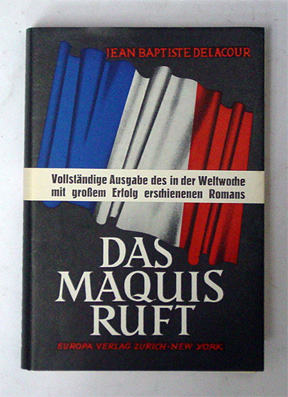 JEAN BAPTISTE DELACOUR
Vollständige Ausgabe des in der Weltwoche
mit großem Erfolg erschienenen Romans
DAS
MAQUIS
RUFT
EUROPA VERLAG ZURICH-NEW YORK